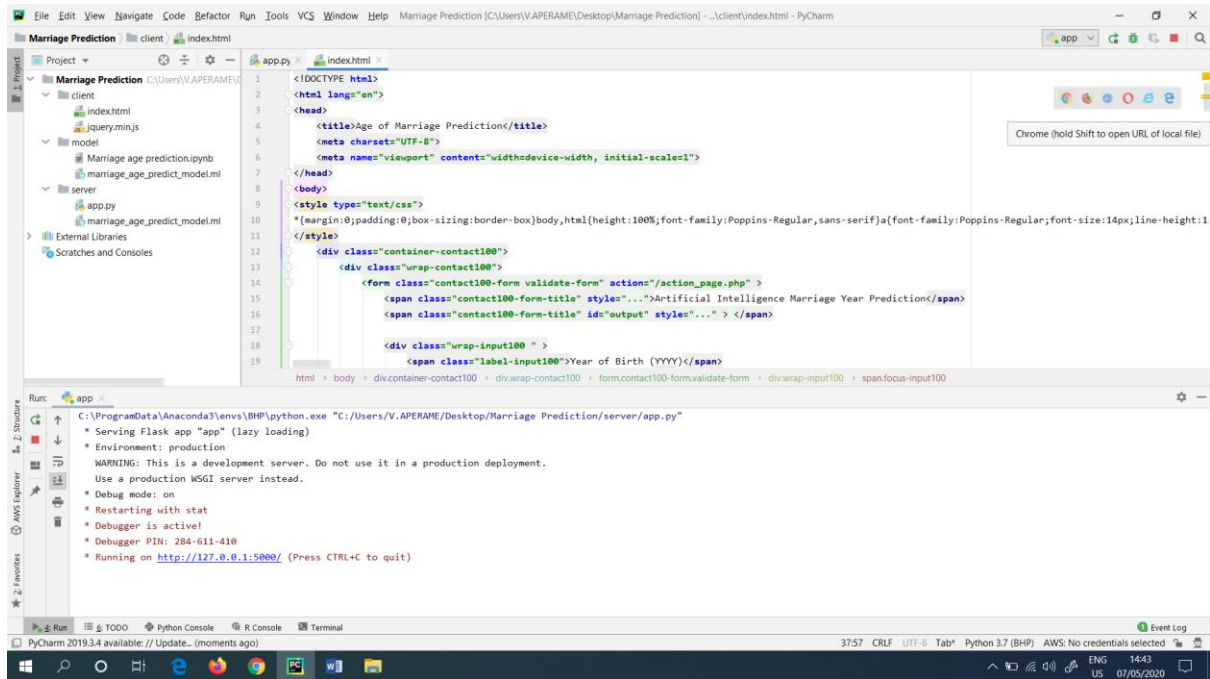 File Edit View Navigate Code Refactor Run Tools VCS Window Help Marriage Prediction [C:\Users\V.APERAME\Desktop\Marriage Prediction] - ...\client\index.html - PyCharm
Marriage Prediction client index.html app
1: Project
Project
app.py index.html
Marriage Prediction C:\Users\V.APERAME\D
client
index.html
jquery.min.js
model
Marriage age prediction.ipynb
marriage_age_predict_model.ml
server
app.py
marriage_age_predict_model.ml
External Libraries
Scratches and Consoles
1 <!DOCTYPE html>
2 <html lang="en">
3 <head>
4 <title>Age of Marriage Prediction</title>
5 <meta charset="UTF-8">
6 <meta name="viewport" content="width=device-width, initial-scale=1">
7 </head>
8 <body>
9 <style type="text/css">
10 *{margin:0;padding:0;box-sizing:border-box}body,html{height:100%;font-family:Poppins-Regular,sans-serif}a{font-family:Poppins-Regular;font-size:14px;line-height:1
11 </style>
12 <div class="container-contact100">
13 <div class="wrap-contact100">
14 <form class="contact100-form validate-form" action="/action_page.php" >
15 <span class="contact100-form-title" style="...">Artificial Intelligence Marriage Year Prediction</span>
16 <span class="contact100-form-title" id="output" style="..." > </span>
17
18 <div class="wrap-input100 " >
19 <span class="label-input100">Year of Birth (YYYY)</span>
Chrome (hold Shift to open URL of local file)
html › body › div.container-contact100 › div.wrap-contact100 › form.contact100-form.validate-form › div.wrap-input100 › span.focus-input100
Run: app
C:\ProgramData\Anaconda3\envs\BHP\python.exe "C:/Users/V.APERAME/Desktop/Marriage Prediction/server/app.py"
* Serving Flask app "app" (lazy loading)
* Environment: production
WARNING: This is a development server. Do not use it in a production deployment.
Use a production WSGI server instead.
* Debug mode: on
* Restarting with stat
* Debugger is active!
* Debugger PIN: 284-611-410
* Running on http://127.0.0.1:5000/ (Press CTRL+C to quit)
Z: Structure
AWS Explorer
2: Favorites
4: Run 6: TODO Python Console R Console Terminal 1 Event Log
PyCharm 2019.3.4 available: // Update... (moments ago) 37:57 CRLF UTF-8 Tab* Python 3.7 (BHP) AWS: No credentials selected
ENG 14:43
US 07/05/2020